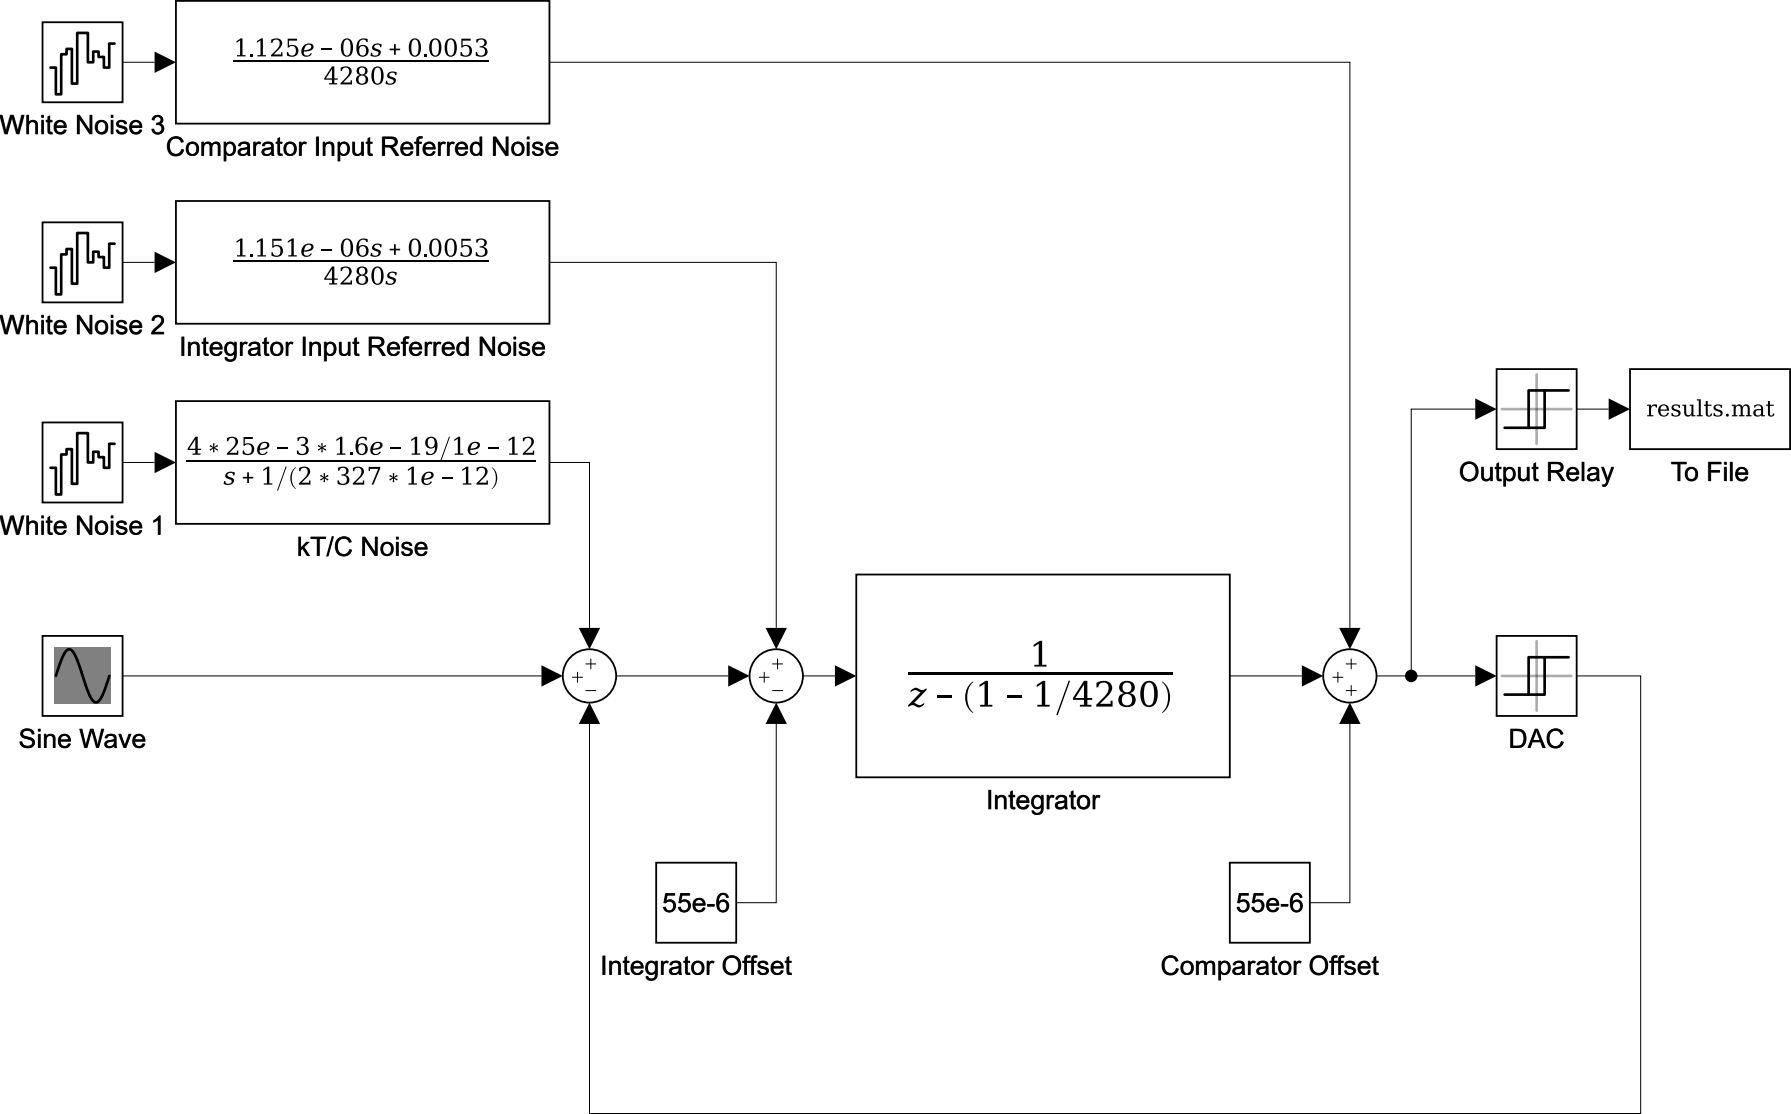 1.125e − 06s + 0.0053
4280s
White Noise 3
Comparator Input Referred Noise
1.151e − 06s + 0.0053
4280s
White Noise 2
Integrator Input Referred Noise
4 ∗ 25e − 3 ∗ 1.6e − 19/1e − 12
s + 1/(2 ∗ 327 ∗ 1e − 12)
White Noise 1
kT/C Noise
results.mat
Output Relay
To File
Sine Wave
+
+
−
+
+
−
1
z − (1 − 1/4280)
Integrator
+
+
+
DAC
55e-6
Integrator Offset
55e-6
Comparator Offset